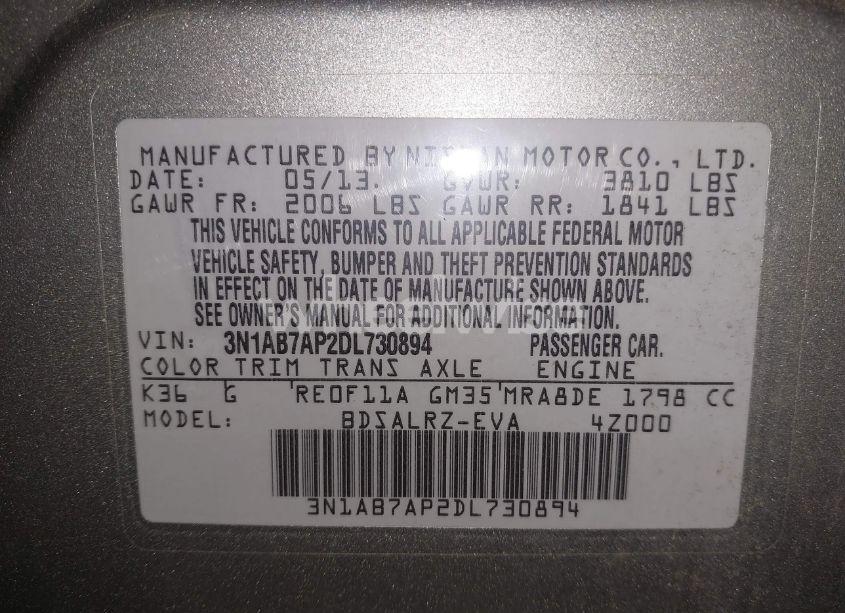 MANUFACTURED BY NISSAN MOTOR CO., LTD.
DATE: 05/13. GVWR: 3810 LBS
GAWR FR: 2006 LBS GAWR RR: 1841 LBS
THIS VEHICLE CONFORMS TO ALL APPLICABLE FEDERAL MOTOR
VEHICLE SAFETY, BUMPER AND THEFT PREVENTION STANDARDS
IN EFFECT ON THE DATE OF MANUFACTURE SHOWN ABOVE.
SEE OWNER'S MANUAL FOR ADDITIONAL INFORMATION.
VIN: 3N1AB7AP2DL730894 PASSENGER CAR.
COLOR TRIM TRANS AXLE ENGINE
K36 G 'RE0F11A GM35 'MRA8DE 1798 CC
MODEL: BDSALRZ-EVA 4Z000
3N1AB7AP2DL730894